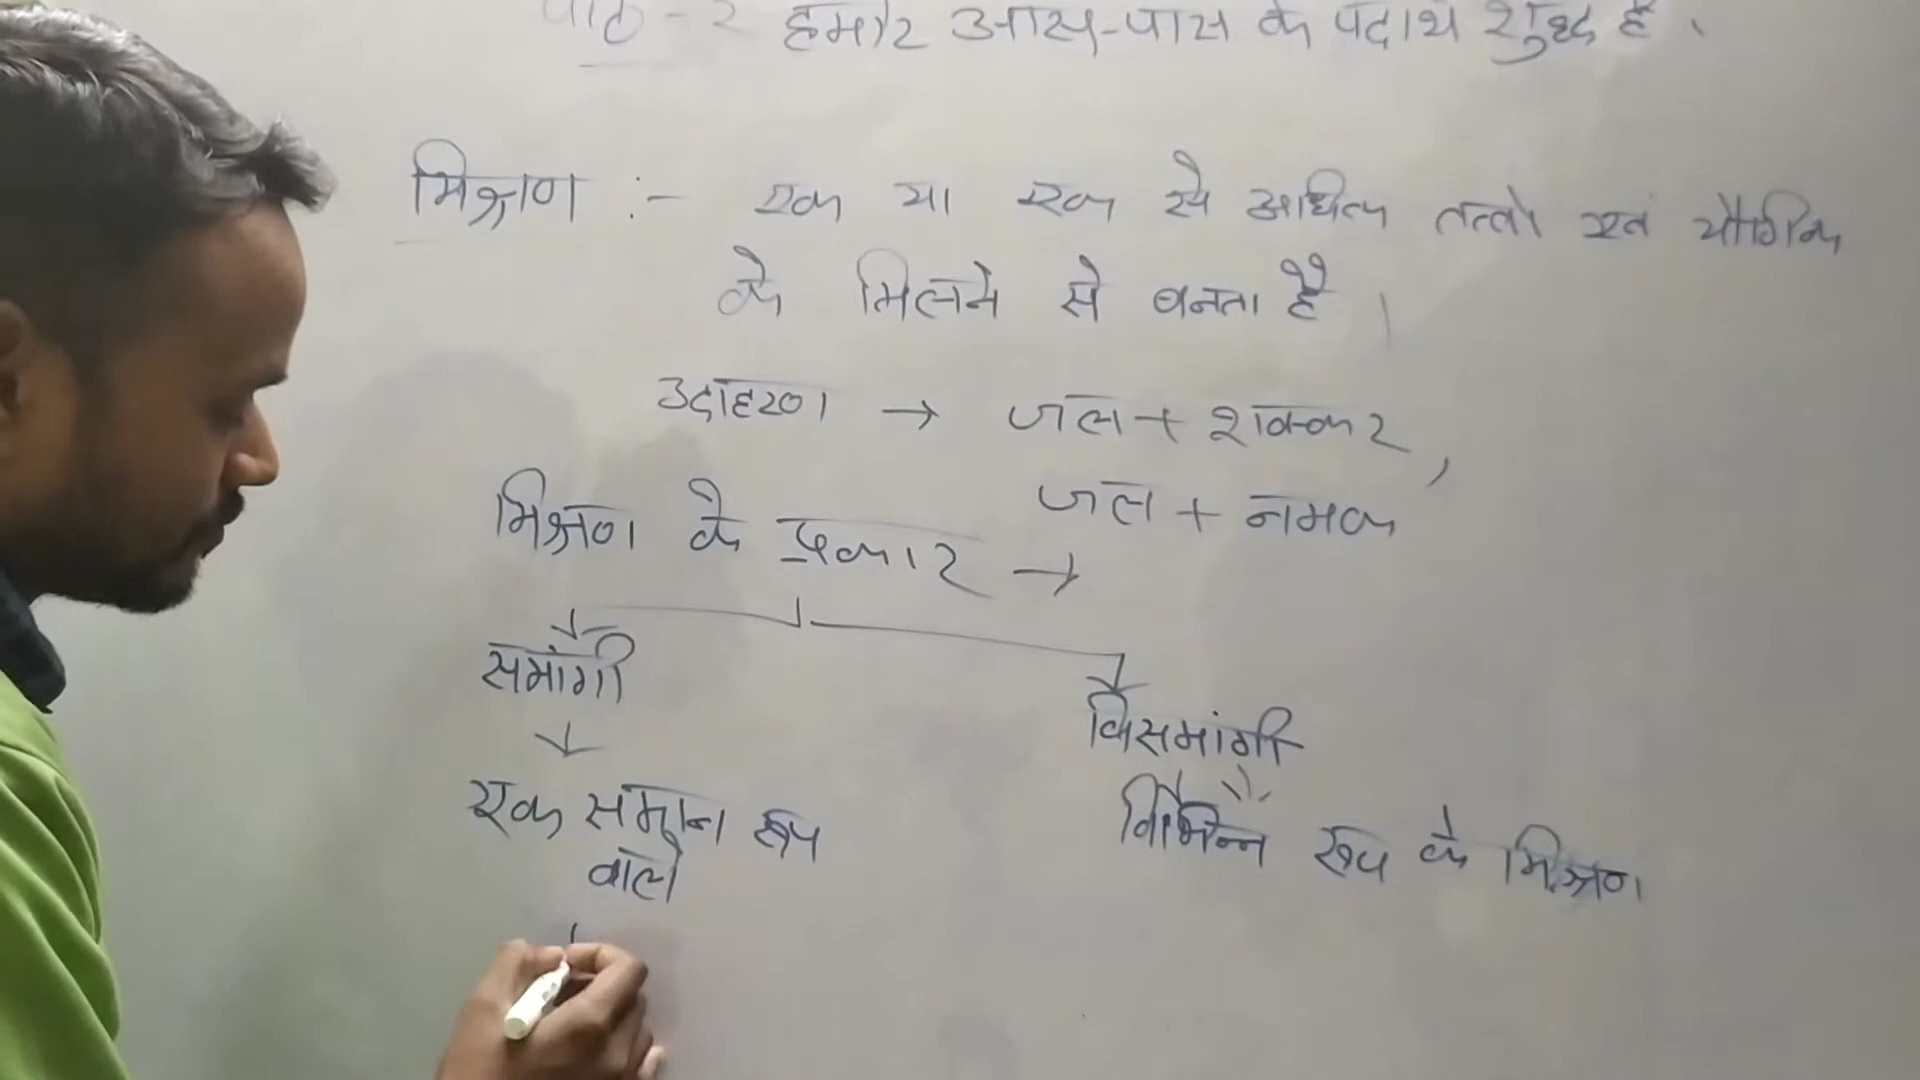 पाठ - 2 हमारे आस-पास के पदार्थ शुद्ध है ।
मिश्रण :- एक या एक से अधिक तत्वो एवं यौगिक
के मिलने से बनता है ।
उदाहरण → जल + शक्कर ,
जल + नमक
मिश्रण के प्रकार →
समांगी
विसमांगी
एक समान रूप
वाले
विभिन्न रूप के मिश्रण